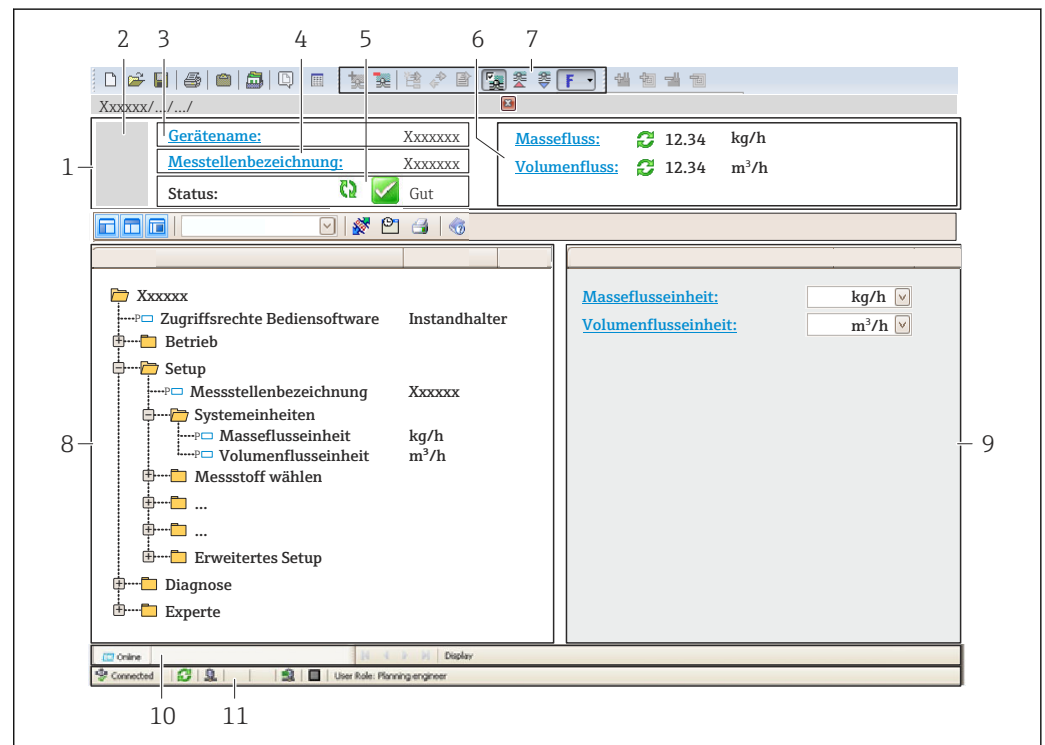 2 3 4 5 6 7
F
Xxxxxx/.../.../
1
Gerätename: Xxxxxxx
Messtellenbezeichnung: Xxxxxxx
Status: Gut
Massefluss: 12.34 kg/h
Volumenfluss: 12.34 m³/h
Xxxxxx
P Zugriffsrechte Bediensoftware Instandhalter
Betrieb
Setup
P Messstellenbezeichnung Xxxxxx
Systemeinheiten
P Masseflusseinheit kg/h
P Volumenflusseinheit m³/h
Messstoff wählen
...
...
Erweitertes Setup
Diagnose
Experte
8
Masseflusseinheit: kg/h
Volumenflusseinheit: m³/h
9
Online Display
Connected User Role: Planning engineer
10 11